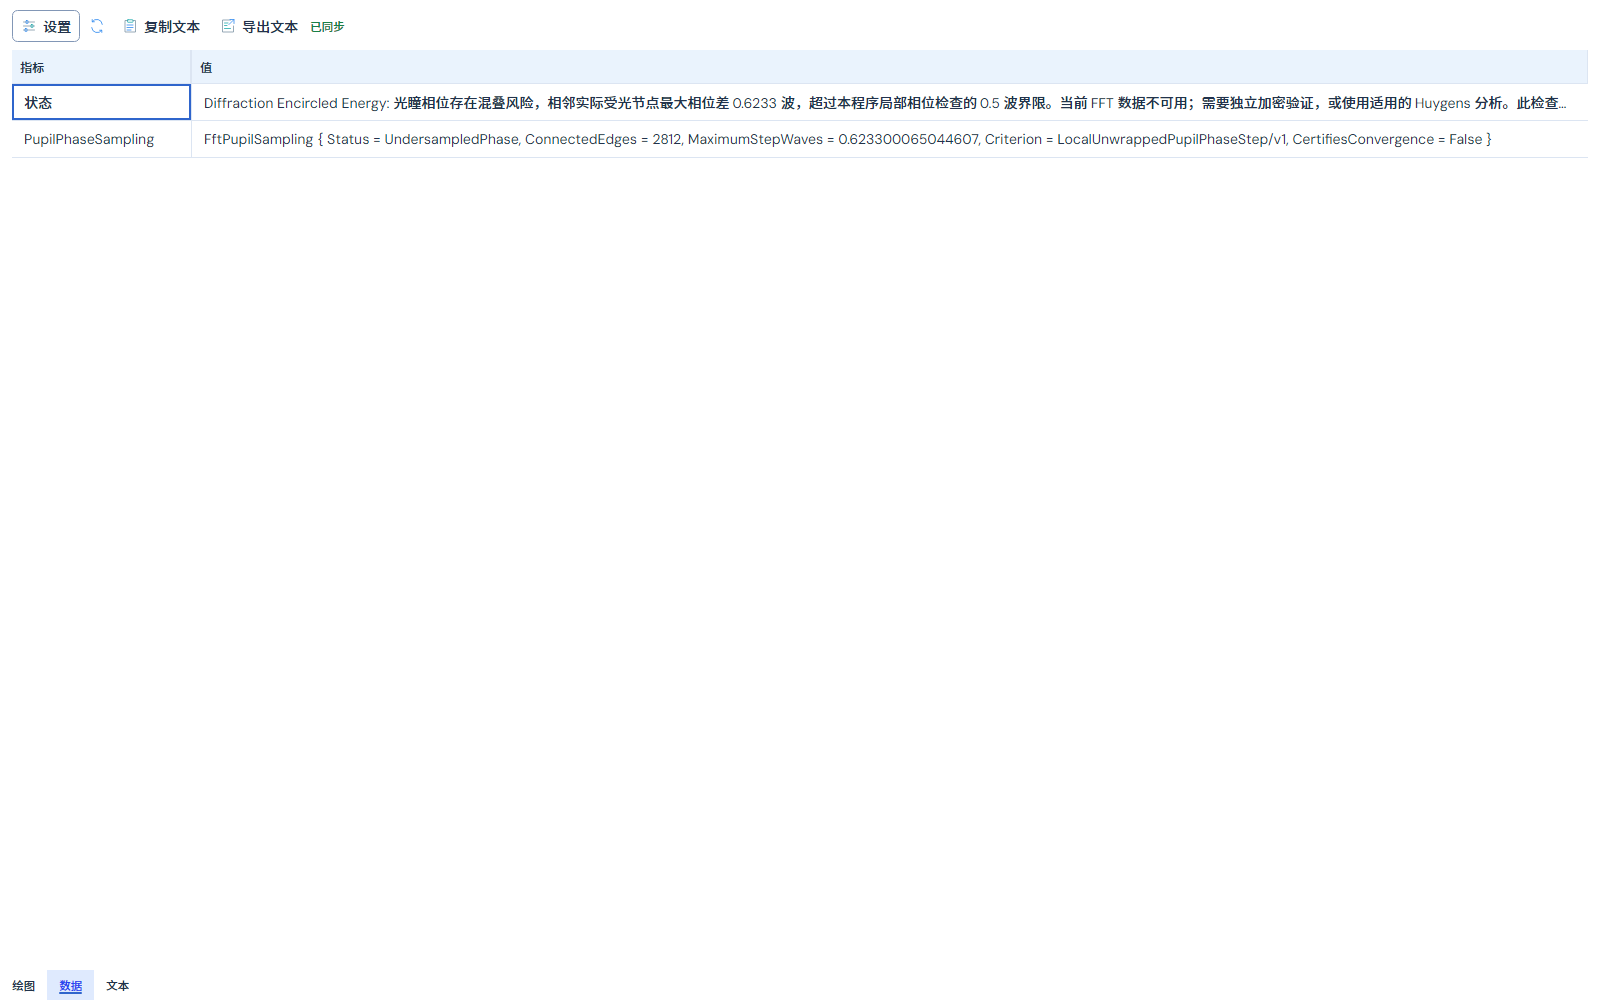 设置 复制文本 导出文本 已同步
指标 值
状态 Diffraction Encircled Energy: 光瞳相位存在混叠风险，相邻实际受光节点最大相位差 0.6233 波，超过本程序局部相位检查的 0.5 波界限。当前 FFT 数据不可用；需要独立加密验证，或使用适用的 Huygens 分析。此检查...
PupilPhaseSampling FftPupilSampling { Status = UndersampledPhase, ConnectedEdges = 2812, MaximumStepWaves = 0.623300065044607, Criterion = LocalUnwrappedPupilPhaseStep/v1, CertifiesConvergence = False }
绘图 数据 文本